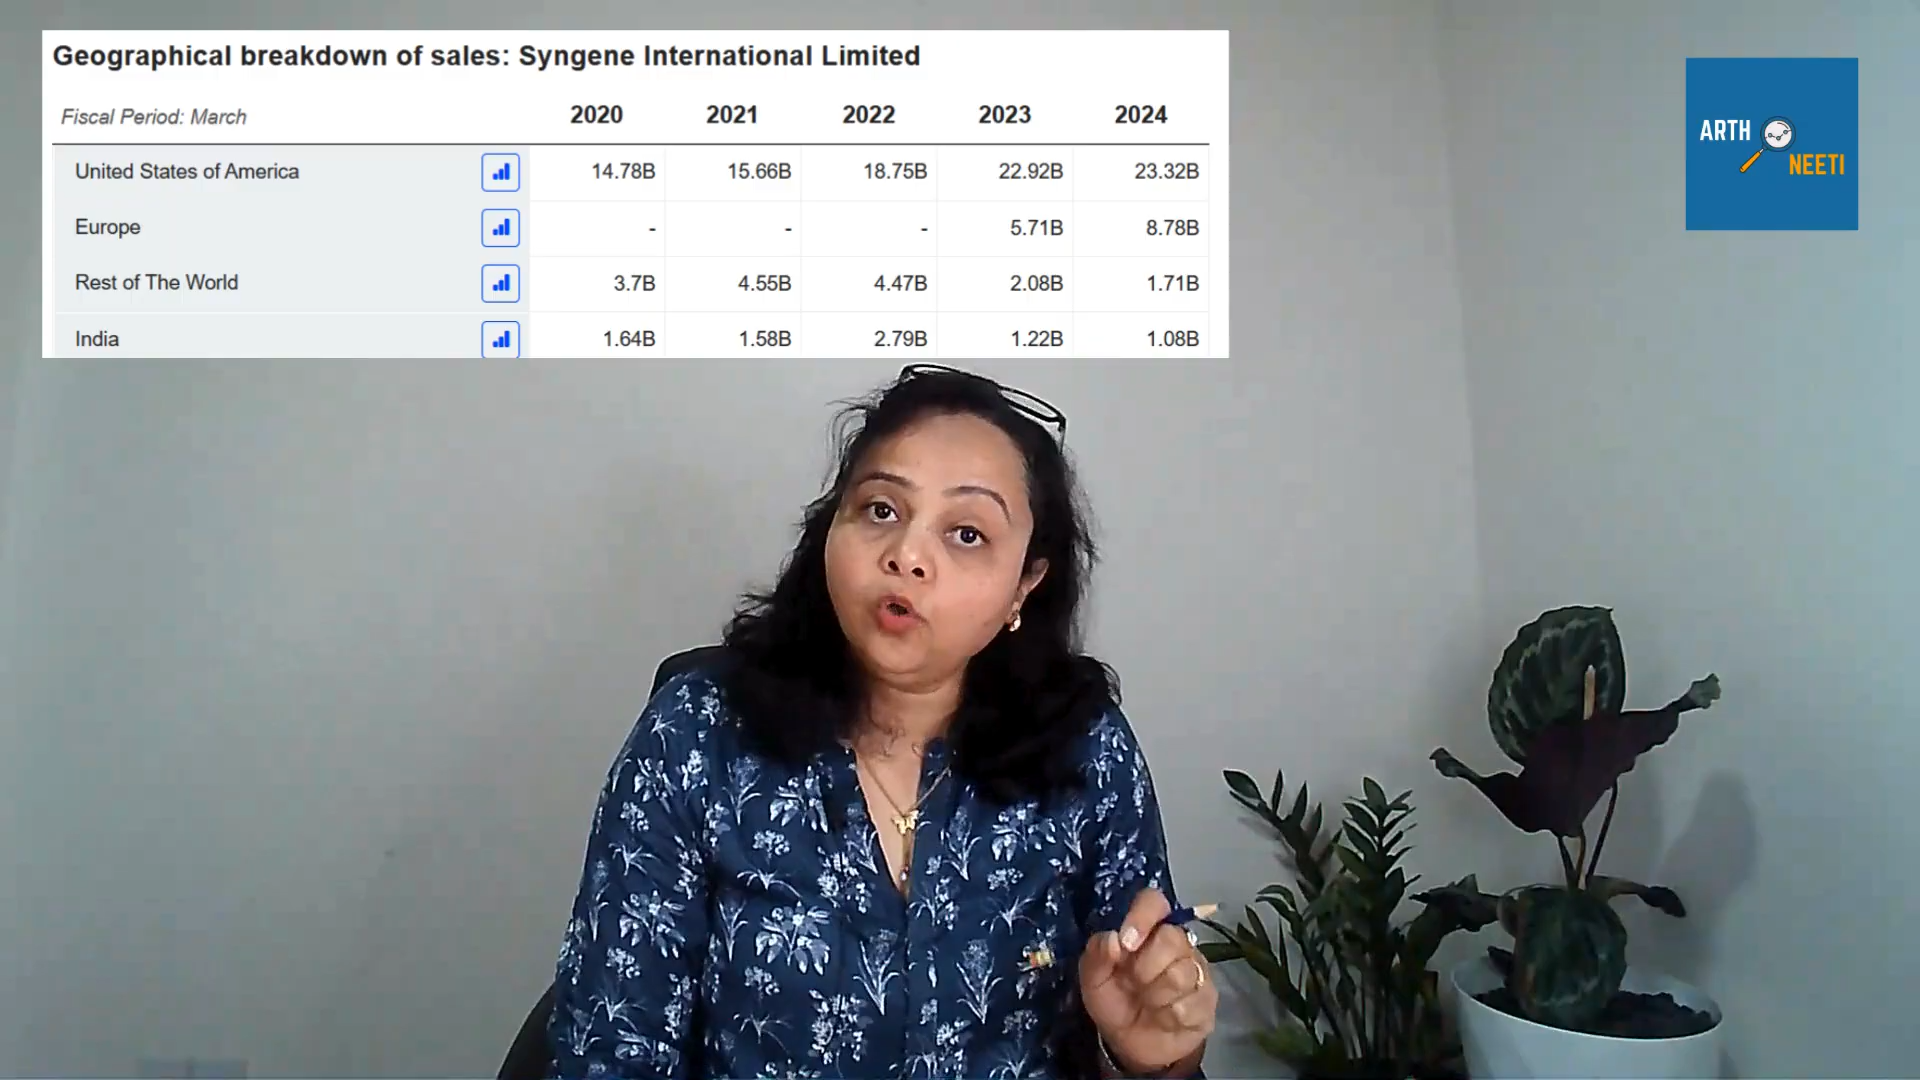 Geographical breakdown of sales: Syngene International Limited
Fiscal Period: March 2020 2021 2022 2023 2024
United States of America 14.78B 15.66B 18.75B 22.92B 23.32B
Europe - - - 5.71B 8.78B
Rest of The World 3.7B 4.55B 4.47B 2.08B 1.71B
India 1.64B 1.58B 2.79B 1.22B 1.08B
ARTH
NEETI